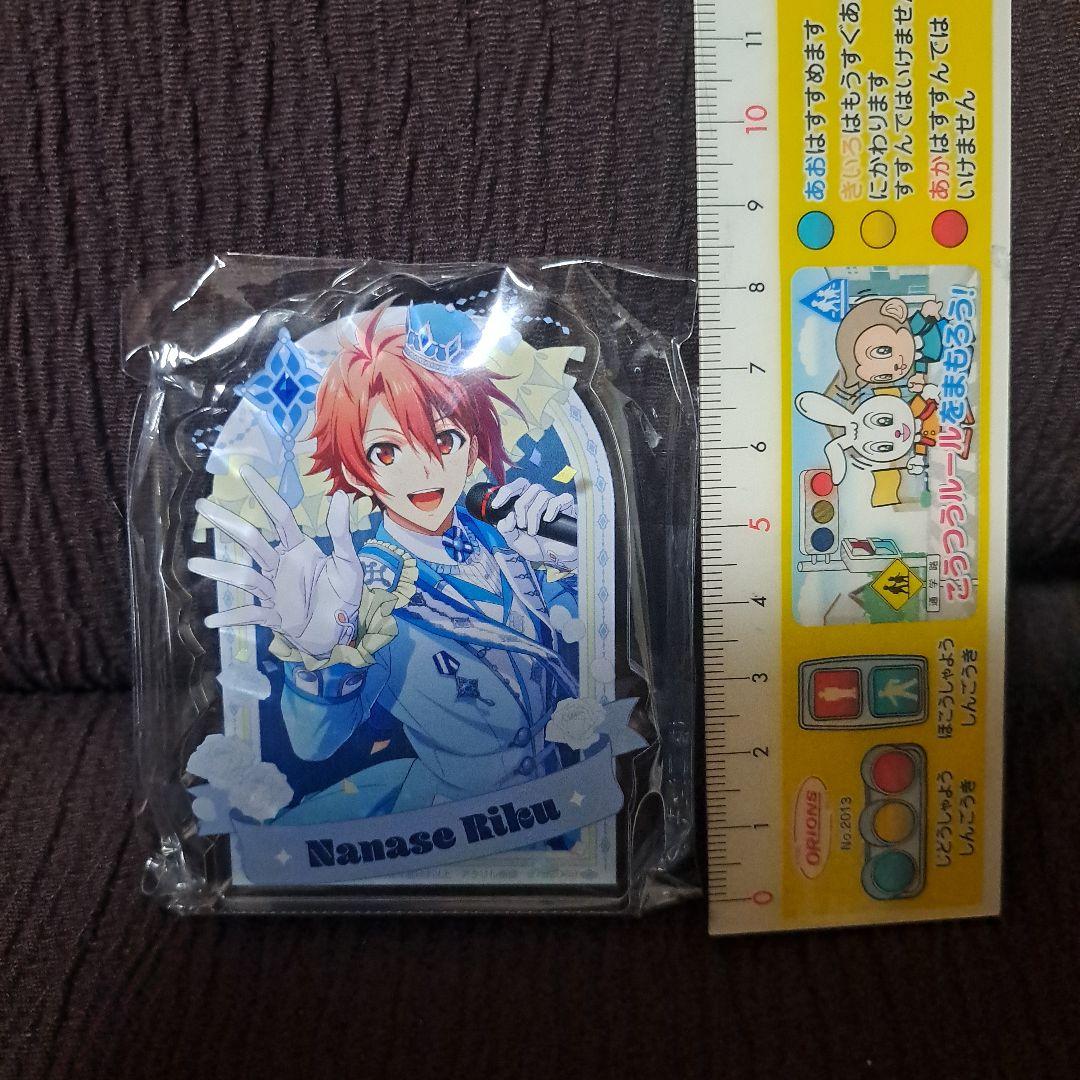 Nanase Riku
11
10
9
8
7
6
5
4
3
2
1
0
あおはすすめます
きいろはもうすぐあ
にかわります
すすんではいけません
あかはすすんでは
いけません
こうつうルールをまもろう!
通学路
ほこうしゃよう
しんごうき
じどうしゃよう
しんごうき
ORIONS
No.2013